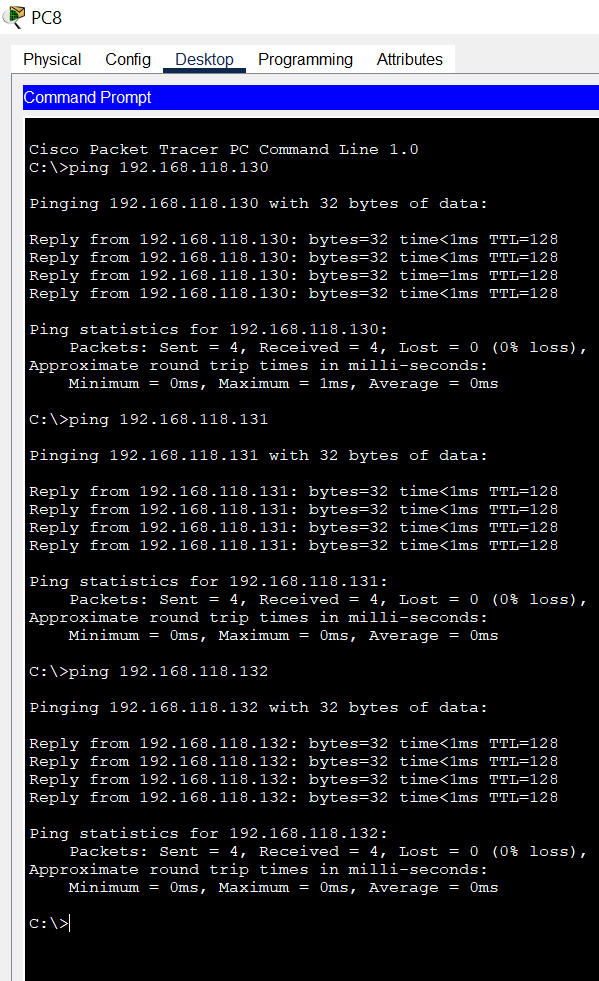 PC8
Physical Config Desktop Programming Attributes
Command Prompt
Cisco Packet Tracer PC Command Line 1.0
C:\>ping 192.168.118.130
Pinging 192.168.118.130 with 32 bytes of data:
Reply from 192.168.118.130: bytes=32 time<1ms TTL=128
Reply from 192.168.118.130: bytes=32 time<1ms TTL=128
Reply from 192.168.118.130: bytes=32 time=1ms TTL=128
Reply from 192.168.118.130: bytes=32 time<1ms TTL=128
Ping statistics for 192.168.118.130:
    Packets: Sent = 4, Received = 4, Lost = 0 (0% loss),
Approximate round trip times in milli-seconds:
    Minimum = 0ms, Maximum = 1ms, Average = 0ms
C:\>ping 192.168.118.131
Pinging 192.168.118.131 with 32 bytes of data:
Reply from 192.168.118.131: bytes=32 time<1ms TTL=128
Reply from 192.168.118.131: bytes=32 time<1ms TTL=128
Reply from 192.168.118.131: bytes=32 time<1ms TTL=128
Reply from 192.168.118.131: bytes=32 time<1ms TTL=128
Ping statistics for 192.168.118.131:
    Packets: Sent = 4, Received = 4, Lost = 0 (0% loss),
Approximate round trip times in milli-seconds:
    Minimum = 0ms, Maximum = 0ms, Average = 0ms
C:\>ping 192.168.118.132
Pinging 192.168.118.132 with 32 bytes of data:
Reply from 192.168.118.132: bytes=32 time<1ms TTL=128
Reply from 192.168.118.132: bytes=32 time<1ms TTL=128
Reply from 192.168.118.132: bytes=32 time<1ms TTL=128
Reply from 192.168.118.132: bytes=32 time<1ms TTL=128
Ping statistics for 192.168.118.132:
    Packets: Sent = 4, Received = 4, Lost = 0 (0% loss),
Approximate round trip times in milli-seconds:
    Minimum = 0ms, Maximum = 0ms, Average = 0ms
C:\>